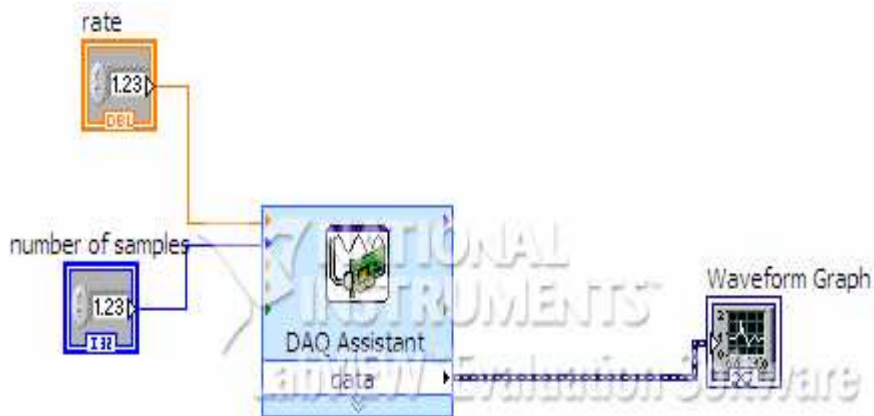 rate
1.23
DBL
number of samples
1.23
I32
NATIONAL
INSTRUMENTS™
LabVIEW Evaluation Software
DAQ Assistant
data
Waveform Graph